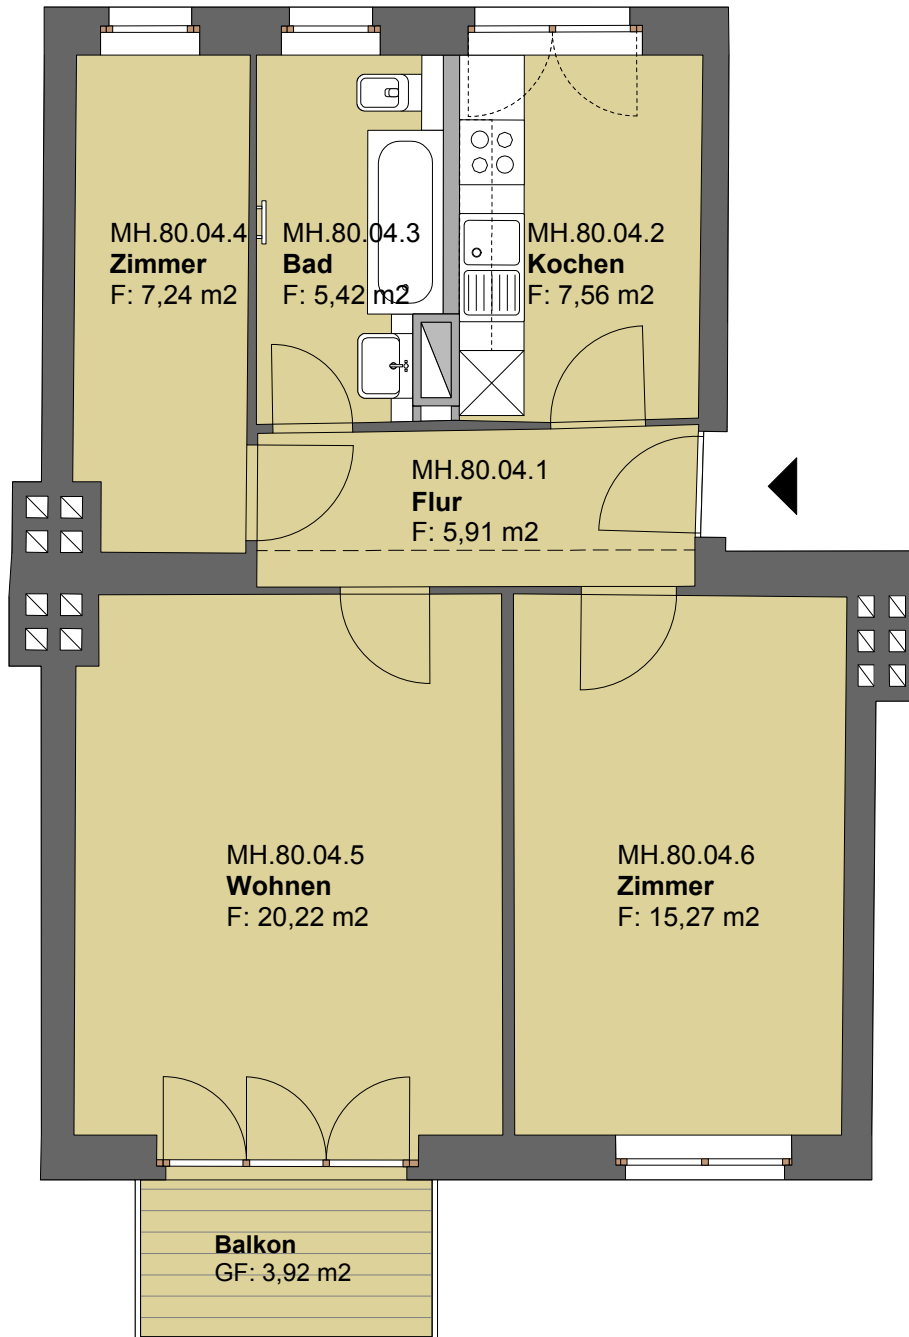 MH.80.04.4
Zimmer
F: 7,24 m2
MH.80.04.3
Bad
F: 5,42 m2
MH.80.04.2
Kochen
F: 7,56 m2
MH.80.04.1
Flur
F: 5,91 m2
MH.80.04.5
Wohnen
F: 20,22 m2
MH.80.04.6
Zimmer
F: 15,27 m2
Balkon
GF: 3,92 m2